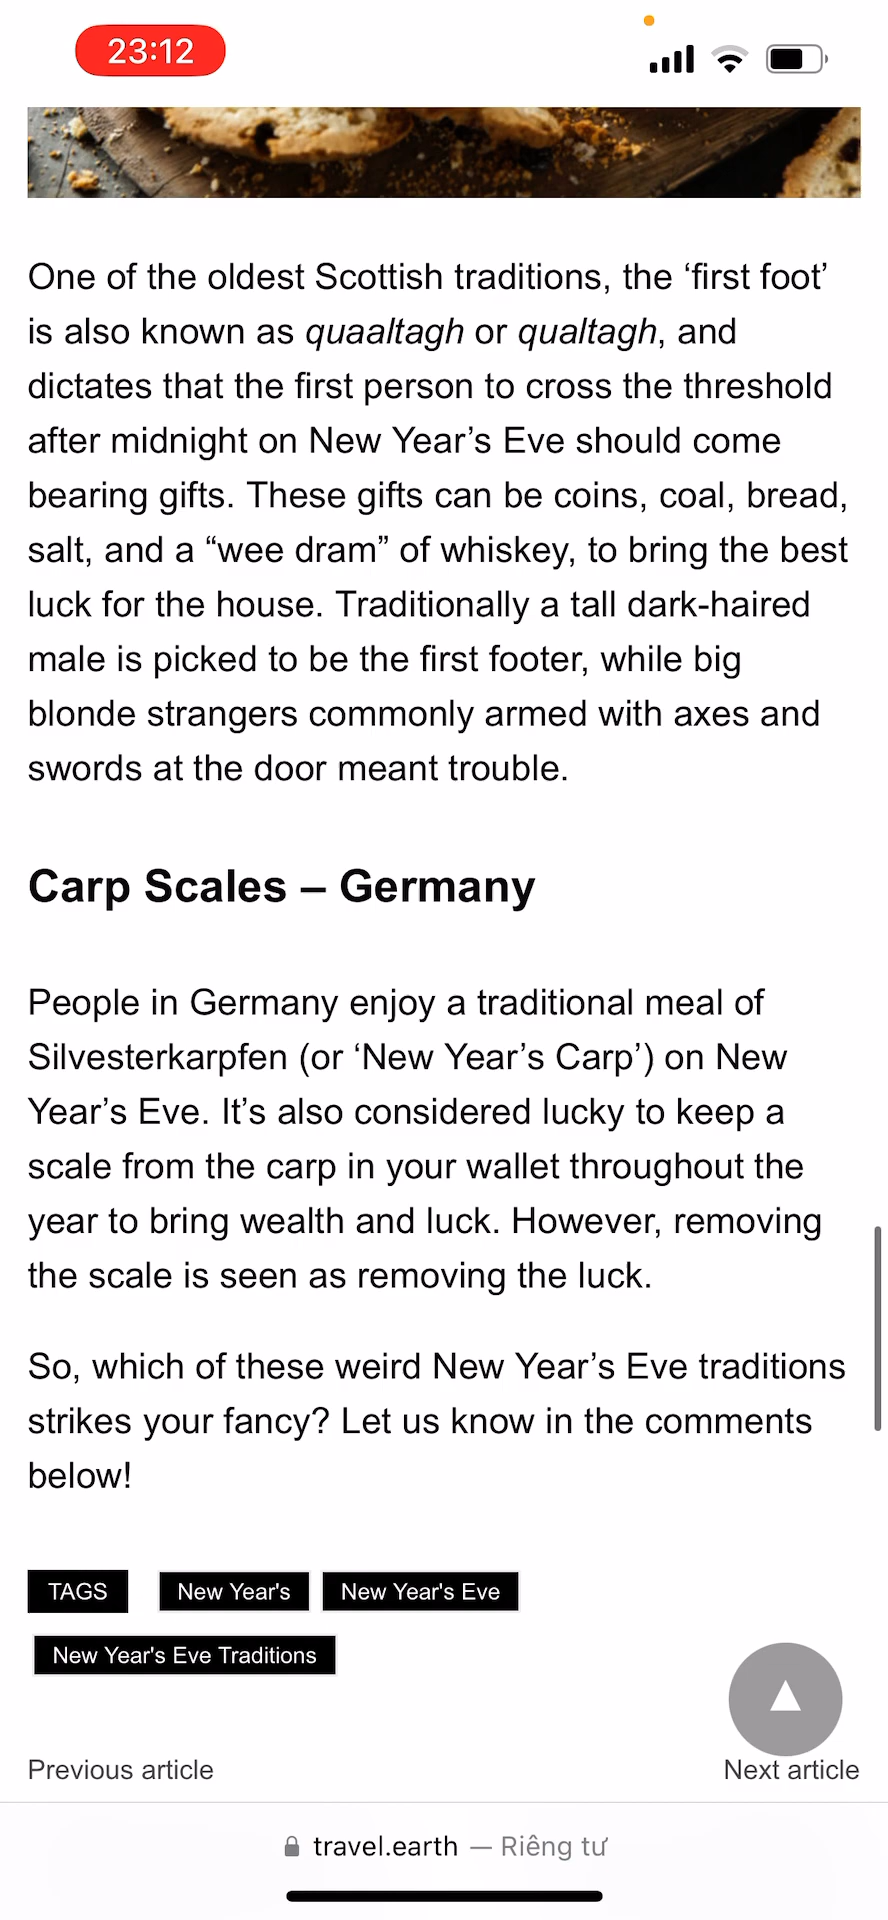 23:12
One of the oldest Scottish traditions, the ‘first foot’
is also known as quaaltagh or qualtagh, and
dictates that the first person to cross the threshold
after midnight on New Year’s Eve should come
bearing gifts. These gifts can be coins, coal, bread,
salt, and a “wee dram” of whiskey, to bring the best
luck for the house. Traditionally a tall dark-haired
male is picked to be the first footer, while big
blonde strangers commonly armed with axes and
swords at the door meant trouble.
Carp Scales – Germany
People in Germany enjoy a traditional meal of
Silvesterkarpfen (or ‘New Year’s Carp’) on New
Year’s Eve. It’s also considered lucky to keep a
scale from the carp in your wallet throughout the
year to bring wealth and luck. However, removing
the scale is seen as removing the luck.
So, which of these weird New Year’s Eve traditions
strikes your fancy? Let us know in the comments
below!
TAGS New Year's New Year's Eve
New Year's Eve Traditions
Previous article Next article
travel.earth — Riêng tư